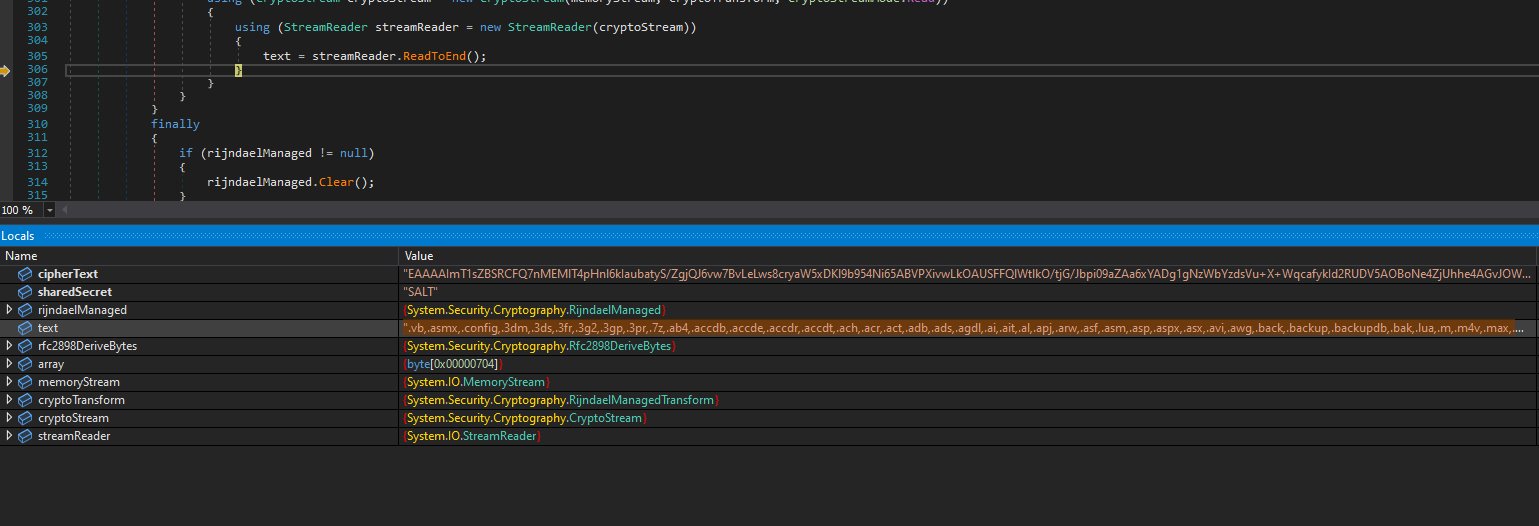 301 using (CryptoStream cryptoStream = new CryptoStream(memoryStream, cryptoTransform, CryptoStreamMode.Read))
302 {
303 using (StreamReader streamReader = new StreamReader(cryptoStream))
304 {
305 text = streamReader.ReadToEnd();
306 }
307 }
308 }
309 }
310 finally
311 {
312 if (rijndaelManaged != null)
313 {
314 rijndaelManaged.Clear();
315 }
100 %
Locals
Name Value
cipherText
sharedSecret "SALT"
rijndaelManaged {System.Security.Cryptography.RijndaelManaged}
text ".vb,.asmx,.config,.3dm,.3ds,.3fr,.3g2,.3gp,.3pr,.7z,.ab4,.accdb,.accde,.accdr,.accdt,.ach,.acr,.act,.adb,.ads,.agdl,.ai,.ait,.al,.apj,.arw,.asf,.asm,.asp,.aspx,.asx,.avi,.awg,.back,.backup,.backupdb,.bak,.lua,.m,.m4v,.max,....
rfc2898DeriveBytes {System.Security.Cryptography.Rfc2898DeriveBytes}
array {byte[0x00000704]}
memoryStream {System.IO.MemoryStream}
cryptoTransform {System.Security.Cryptography.RijndaelManagedTransform}
cryptoStream {System.Security.Cryptography.CryptoStream}
streamReader {System.IO.StreamReader}